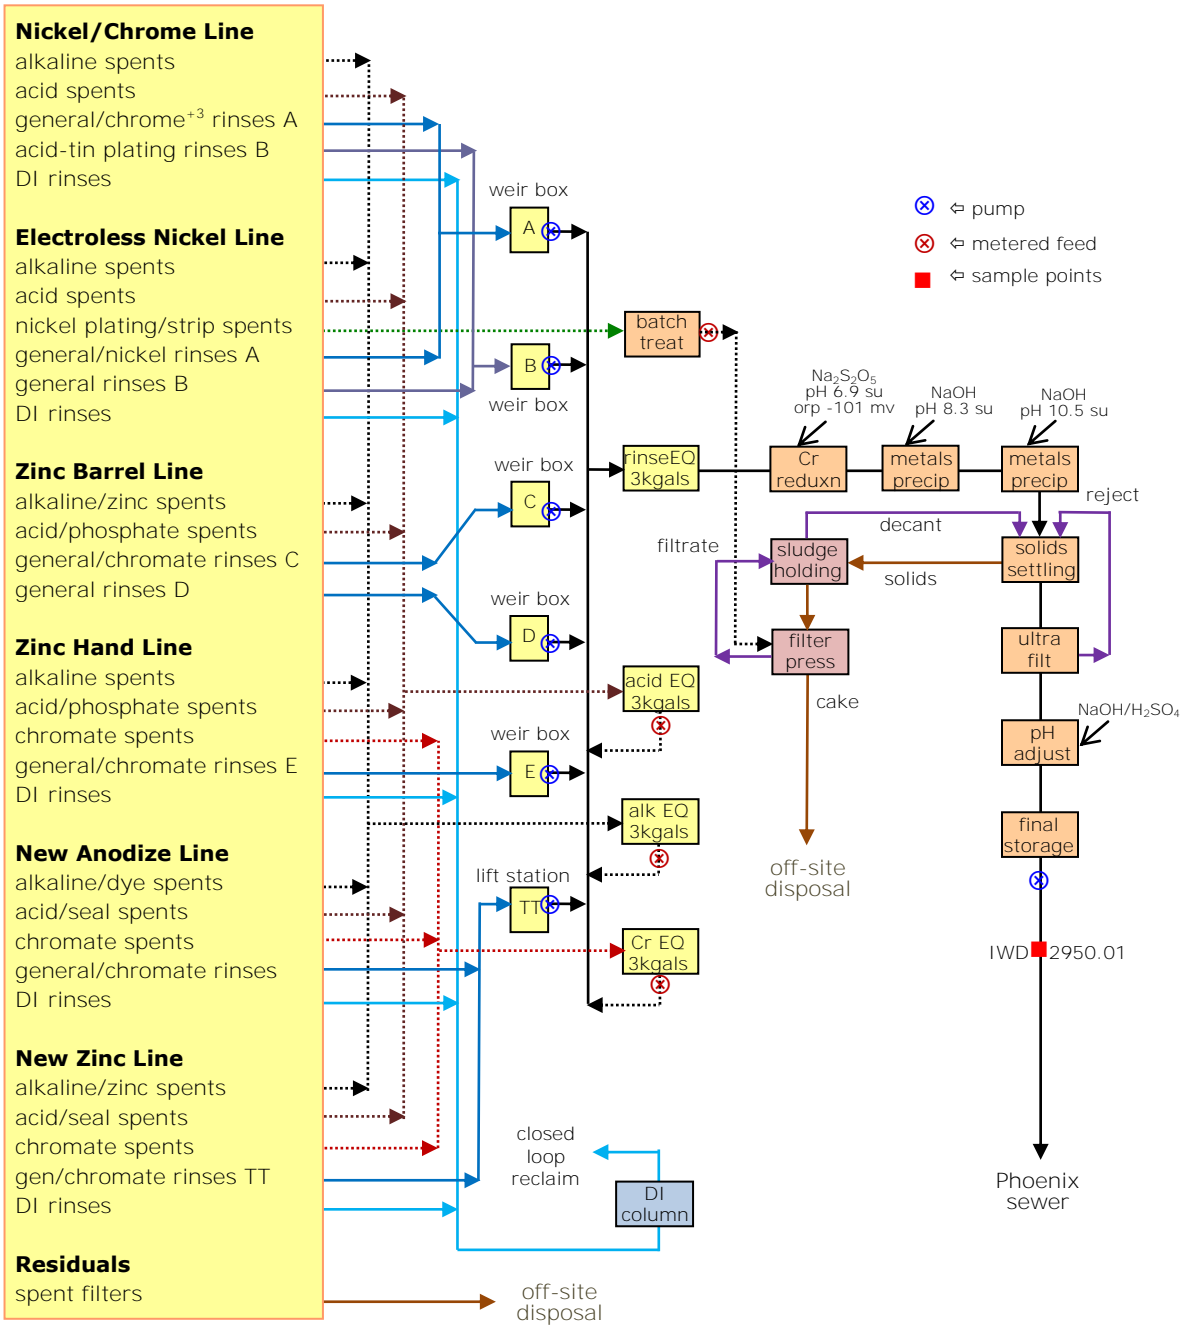 Nickel/Chrome Line
alkaline spents
acid spents
general/chrome⁺³ rinses A
acid-tin plating rinses B
DI rinses
Electroless Nickel Line
alkaline spents
acid spents
nickel plating/strip spents
general/nickel rinses A
general rinses B
DI rinses
Zinc Barrel Line
alkaline/zinc spents
acid/phosphate spents
general/chromate rinses C
general rinses D
Zinc Hand Line
alkaline spents
acid/phosphate spents
chromate spents
general/chromate rinses E
DI rinses
New Anodize Line
alkaline/dye spents
acid/seal spents
chromate spents
general/chromate rinses
DI rinses
New Zinc Line
alkaline/zinc spents
acid/seal spents
chromate spents
gen/chromate rinses TT
DI rinses
Residuals
spent filters
off-site
disposal
weir box
A
B
weir box
weir box
C
weir box
D
weir box
E
lift station
TT
batch
treat
rinseEQ
3kgals
acid EQ
3kgals
alk EQ
3kgals
Cr EQ
3kgals
closed
loop
reclaim
DI
column
⇦ pump
⇦ metered feed
⇦ sample points
Na₂S₂O₅
pH 6.9 su
orp -101 mv
NaOH
pH 8.3 su
NaOH
pH 10.5 su
Cr
reduxn
metals
precip
metals
precip
reject
decant
filtrate
sludge
holding
solids
solids
settling
filter
press
ultra
filt
cake
NaOH/H₂SO₄
pH
adjust
final
storage
off-site
disposal
IWD 2950.01
Phoenix
sewer